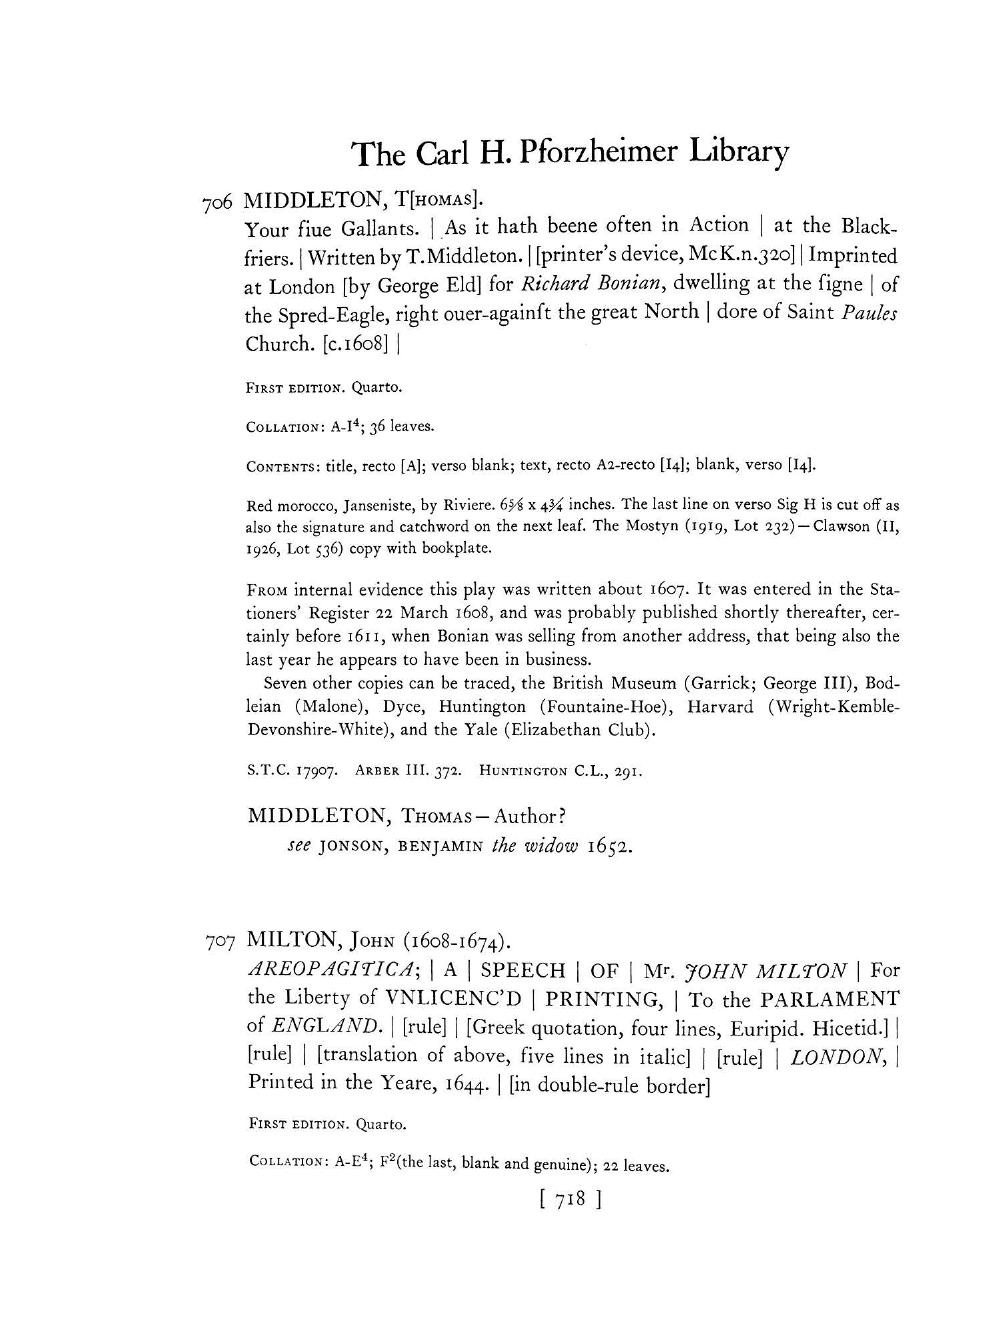 The Carl H. Pforzheimer Library
706 MIDDLETON, T[HOMAS].
Your fiue Gallants. | As it hath beene often in Action | at the Black-
friers. | Written by T.Middleton. | [printer's device, McK.n.320] | Imprinted
at London [by George Eld] for Richard Bonian, dwelling at the ſigne | of
the Spred-Eagle, right ouer-againſt the great North | dore of Saint Paules
Church. [c.1608] |
FIRST EDITION. Quarto.
COLLATION: A-I⁴; 36 leaves.
CONTENTS: title, recto [A]; verso blank; text, recto A2-recto [I4]; blank, verso [I4].
Red morocco, Janseniste, by Riviere. 6⅝ x 4¾ inches. The last line on verso Sig H is cut off as
also the signature and catchword on the next leaf. The Mostyn (1919, Lot 232)—Clawson (II,
1926, Lot 536) copy with bookplate.
FROM internal evidence this play was written about 1607. It was entered in the Sta-
tioners' Register 22 March 1608, and was probably published shortly thereafter, cer-
tainly before 1611, when Bonian was selling from another address, that being also the
last year he appears to have been in business.
Seven other copies can be traced, the British Museum (Garrick; George III), Bod-
leian (Malone), Dyce, Huntington (Fountaine-Hoe), Harvard (Wright-Kemble-
Devonshire-White), and the Yale (Elizabethan Club).
S.T.C. 17907. ARBER III. 372. HUNTINGTON C.L., 291.
MIDDLETON, THOMAS—Author?
see JONSON, BENJAMIN the widow 1652.
707 MILTON, JOHN (1608-1674).
AREOPAGITICA; | A | SPEECH | OF | Mr. JOHN MILTON | For
the Liberty of VNLICENC'D | PRINTING, | To the PARLAMENT
of ENGLAND. | [rule] | [Greek quotation, four lines, Euripid. Hicetid.] |
[rule] | [translation of above, five lines in italic] | [rule] | LONDON, |
Printed in the Yeare, 1644. | [in double-rule border]
FIRST EDITION. Quarto.
COLLATION: A-E⁴; F²(the last, blank and genuine); 22 leaves.
[ 718 ]